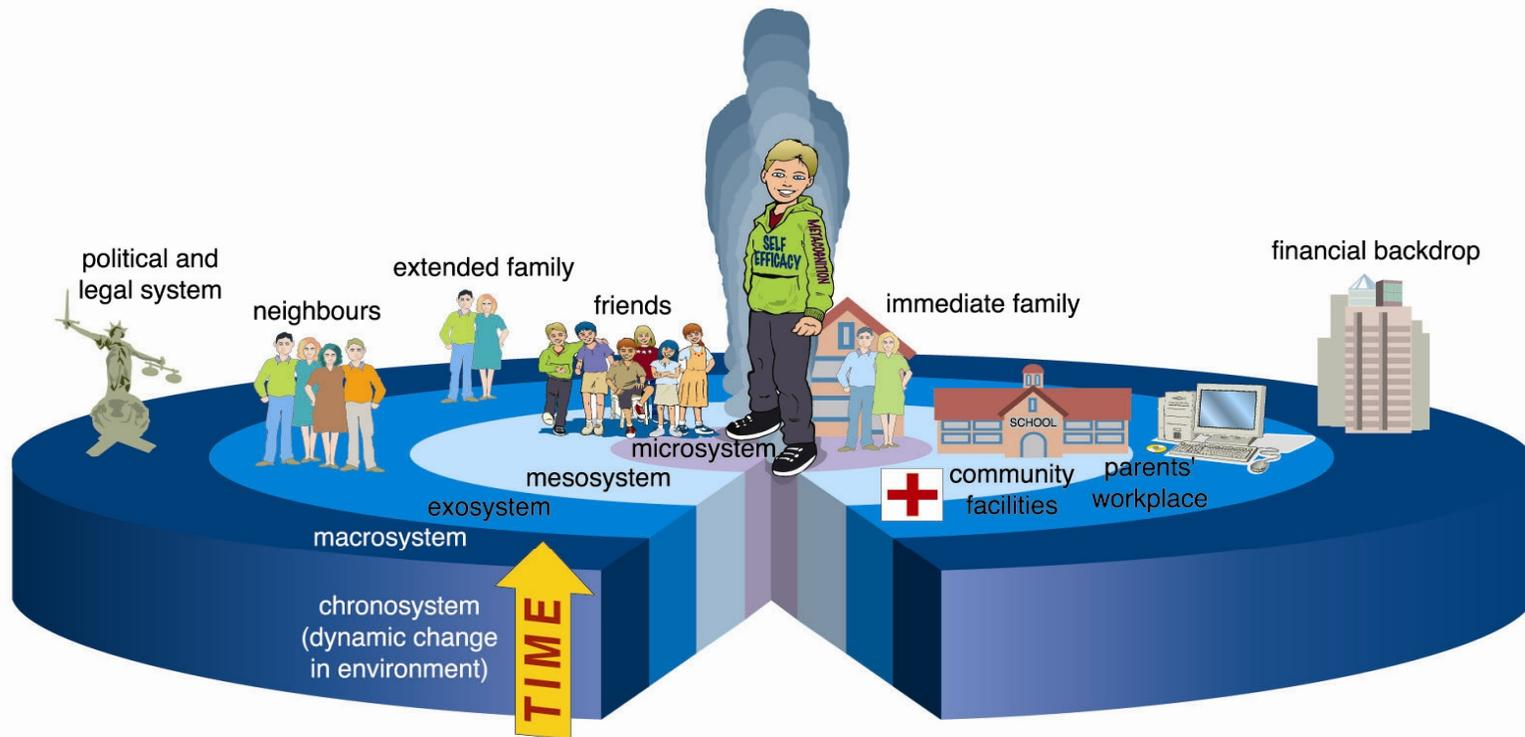 political and
legal system
neighbours
extended family
friends
SELF
EFFICACY
METACOGNITION
immediate family
financial backdrop
SCHOOL
community
facilities
parents'
workplace
microsystem
mesosystem
exosystem
macrosystem
chronosystem
(dynamic change
in environment)
TIME